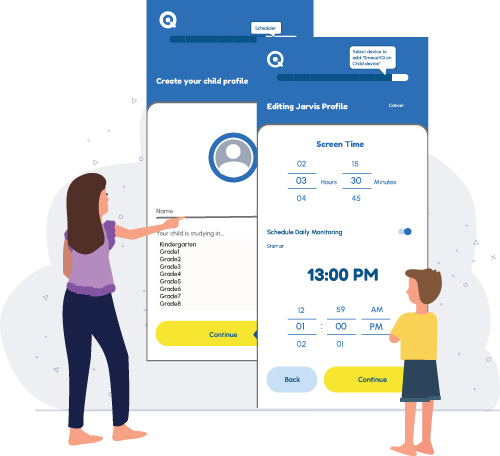 Scheduler
Create your child profile
Name
Your child is studying in...
Kindergarten
Grade1
Grade2
Grade3
Grade4
Grade5
Grade6
Grade7
Grade8
Continue
Select device to
add TimezillQ on
Child device"
Editing Jarvis Profile
Cancel
Screen Time
02 15
03 Hours 30 Minutes
04 45
Schedule Daily Monitoring
Start at
13:00 PM
12 59 AM
01 : 00 PM
02 01
Back
Continue